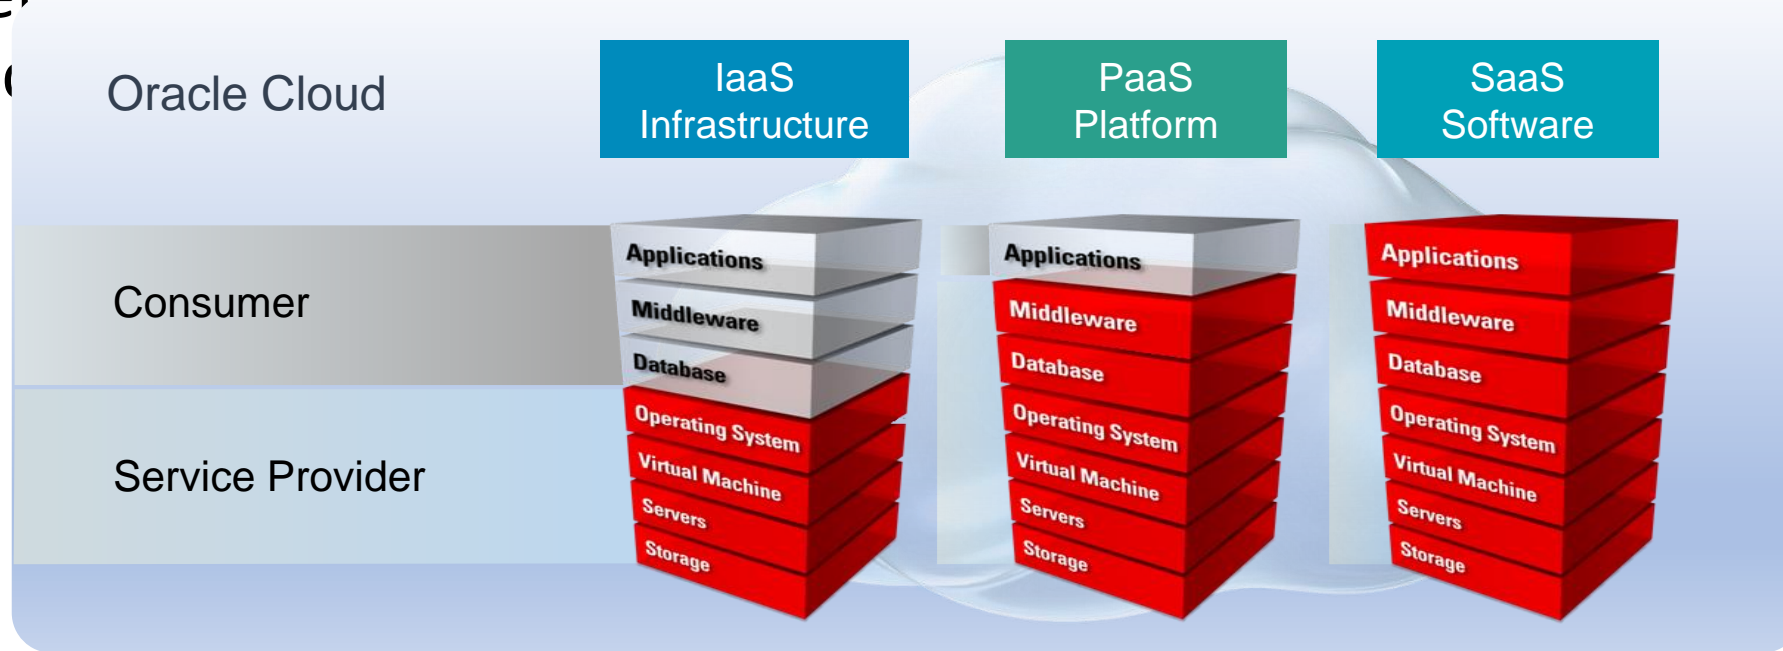 Oracle Cloud
IaaS
Infrastructure
PaaS
Platform
SaaS
Software
Consumer
Service Provider
Applications
Middleware
Database
Operating System
Virtual Machine
Servers
Storage
Applications
Middleware
Database
Operating System
Virtual Machine
Servers
Storage
Applications
Middleware
Database
Operating System
Virtual Machine
Servers
Storage